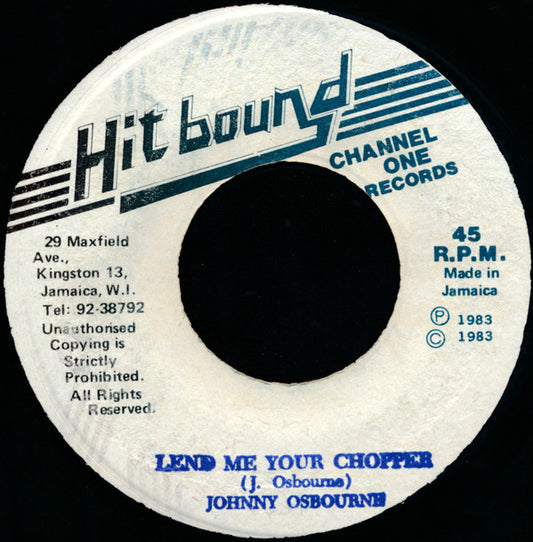 Hit bound
CHANNEL
ONE
RECORDS
29 Maxfield
Ave.,
Kingston 13,
Jamaica, W.I.
Tel: 92-38792
Unauthorised
Copying is
Strictly
Prohibited.
All Rights
Reserved.
45
R.P.M.
Made in
Jamaica
Ⓟ 1983
© 1983
LEND ME YOUR CHOPPER
(J. Osbourne)
JOHNNY OSBOURNE